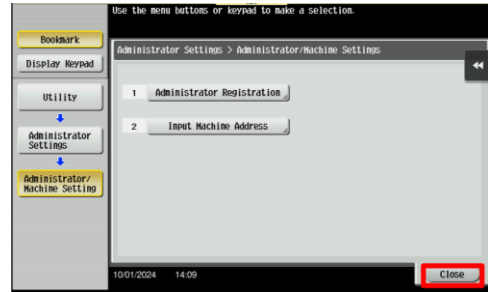 Use the menu buttons or keypad to make a selection.
Bookmark
Display Keypad
Utility
Administrator
Settings
Administrator/
Machine Setting
Administrator Settings > Administrator/Machine Settings
1 Administrator Registration
2 Input Machine Address
10/01/2024 14:09
Close